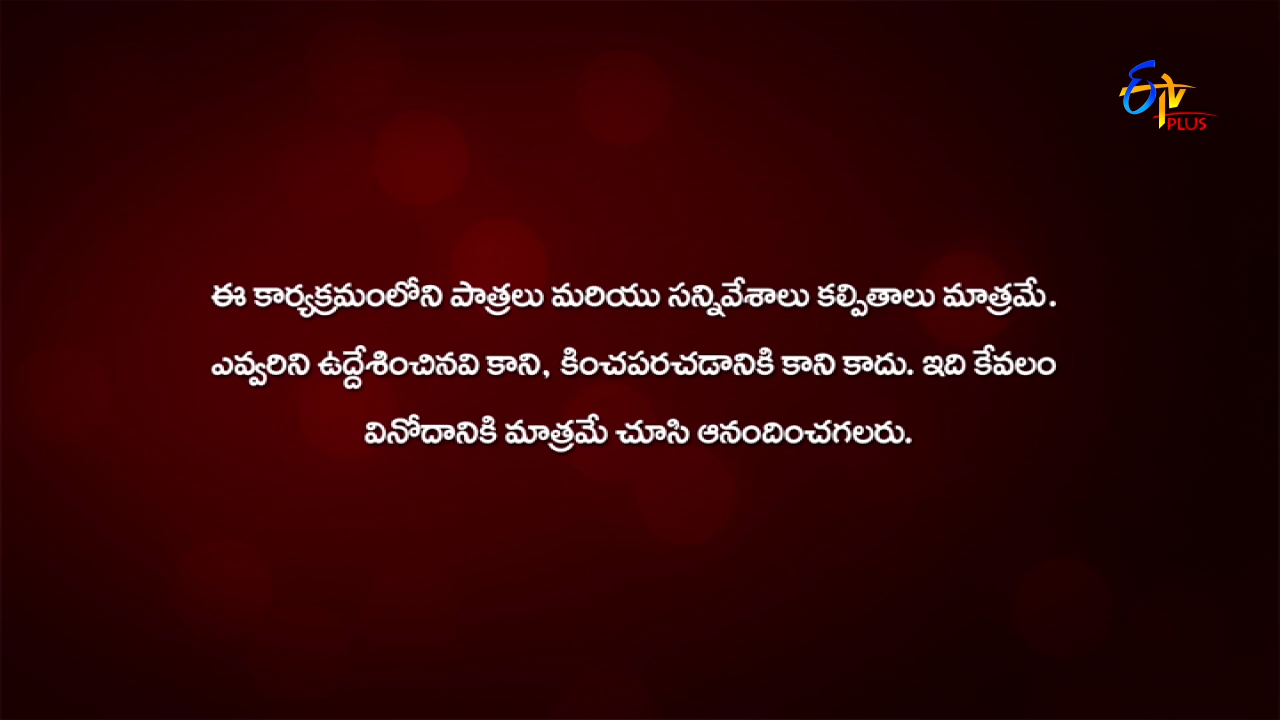 ETV
PLUS
ఈ కార్యక్రమంలోని పాత్రలు మరియు సన్నివేశాలు కల్పితాలు మాత్రమే.
ఎవ్వరిని ఉద్దేశించినవి కాని, కించపరచడానికి కాని కాదు. ఇది కేవలం
వినోదానికి మాత్రమే చూసి ఆనందించగలరు.